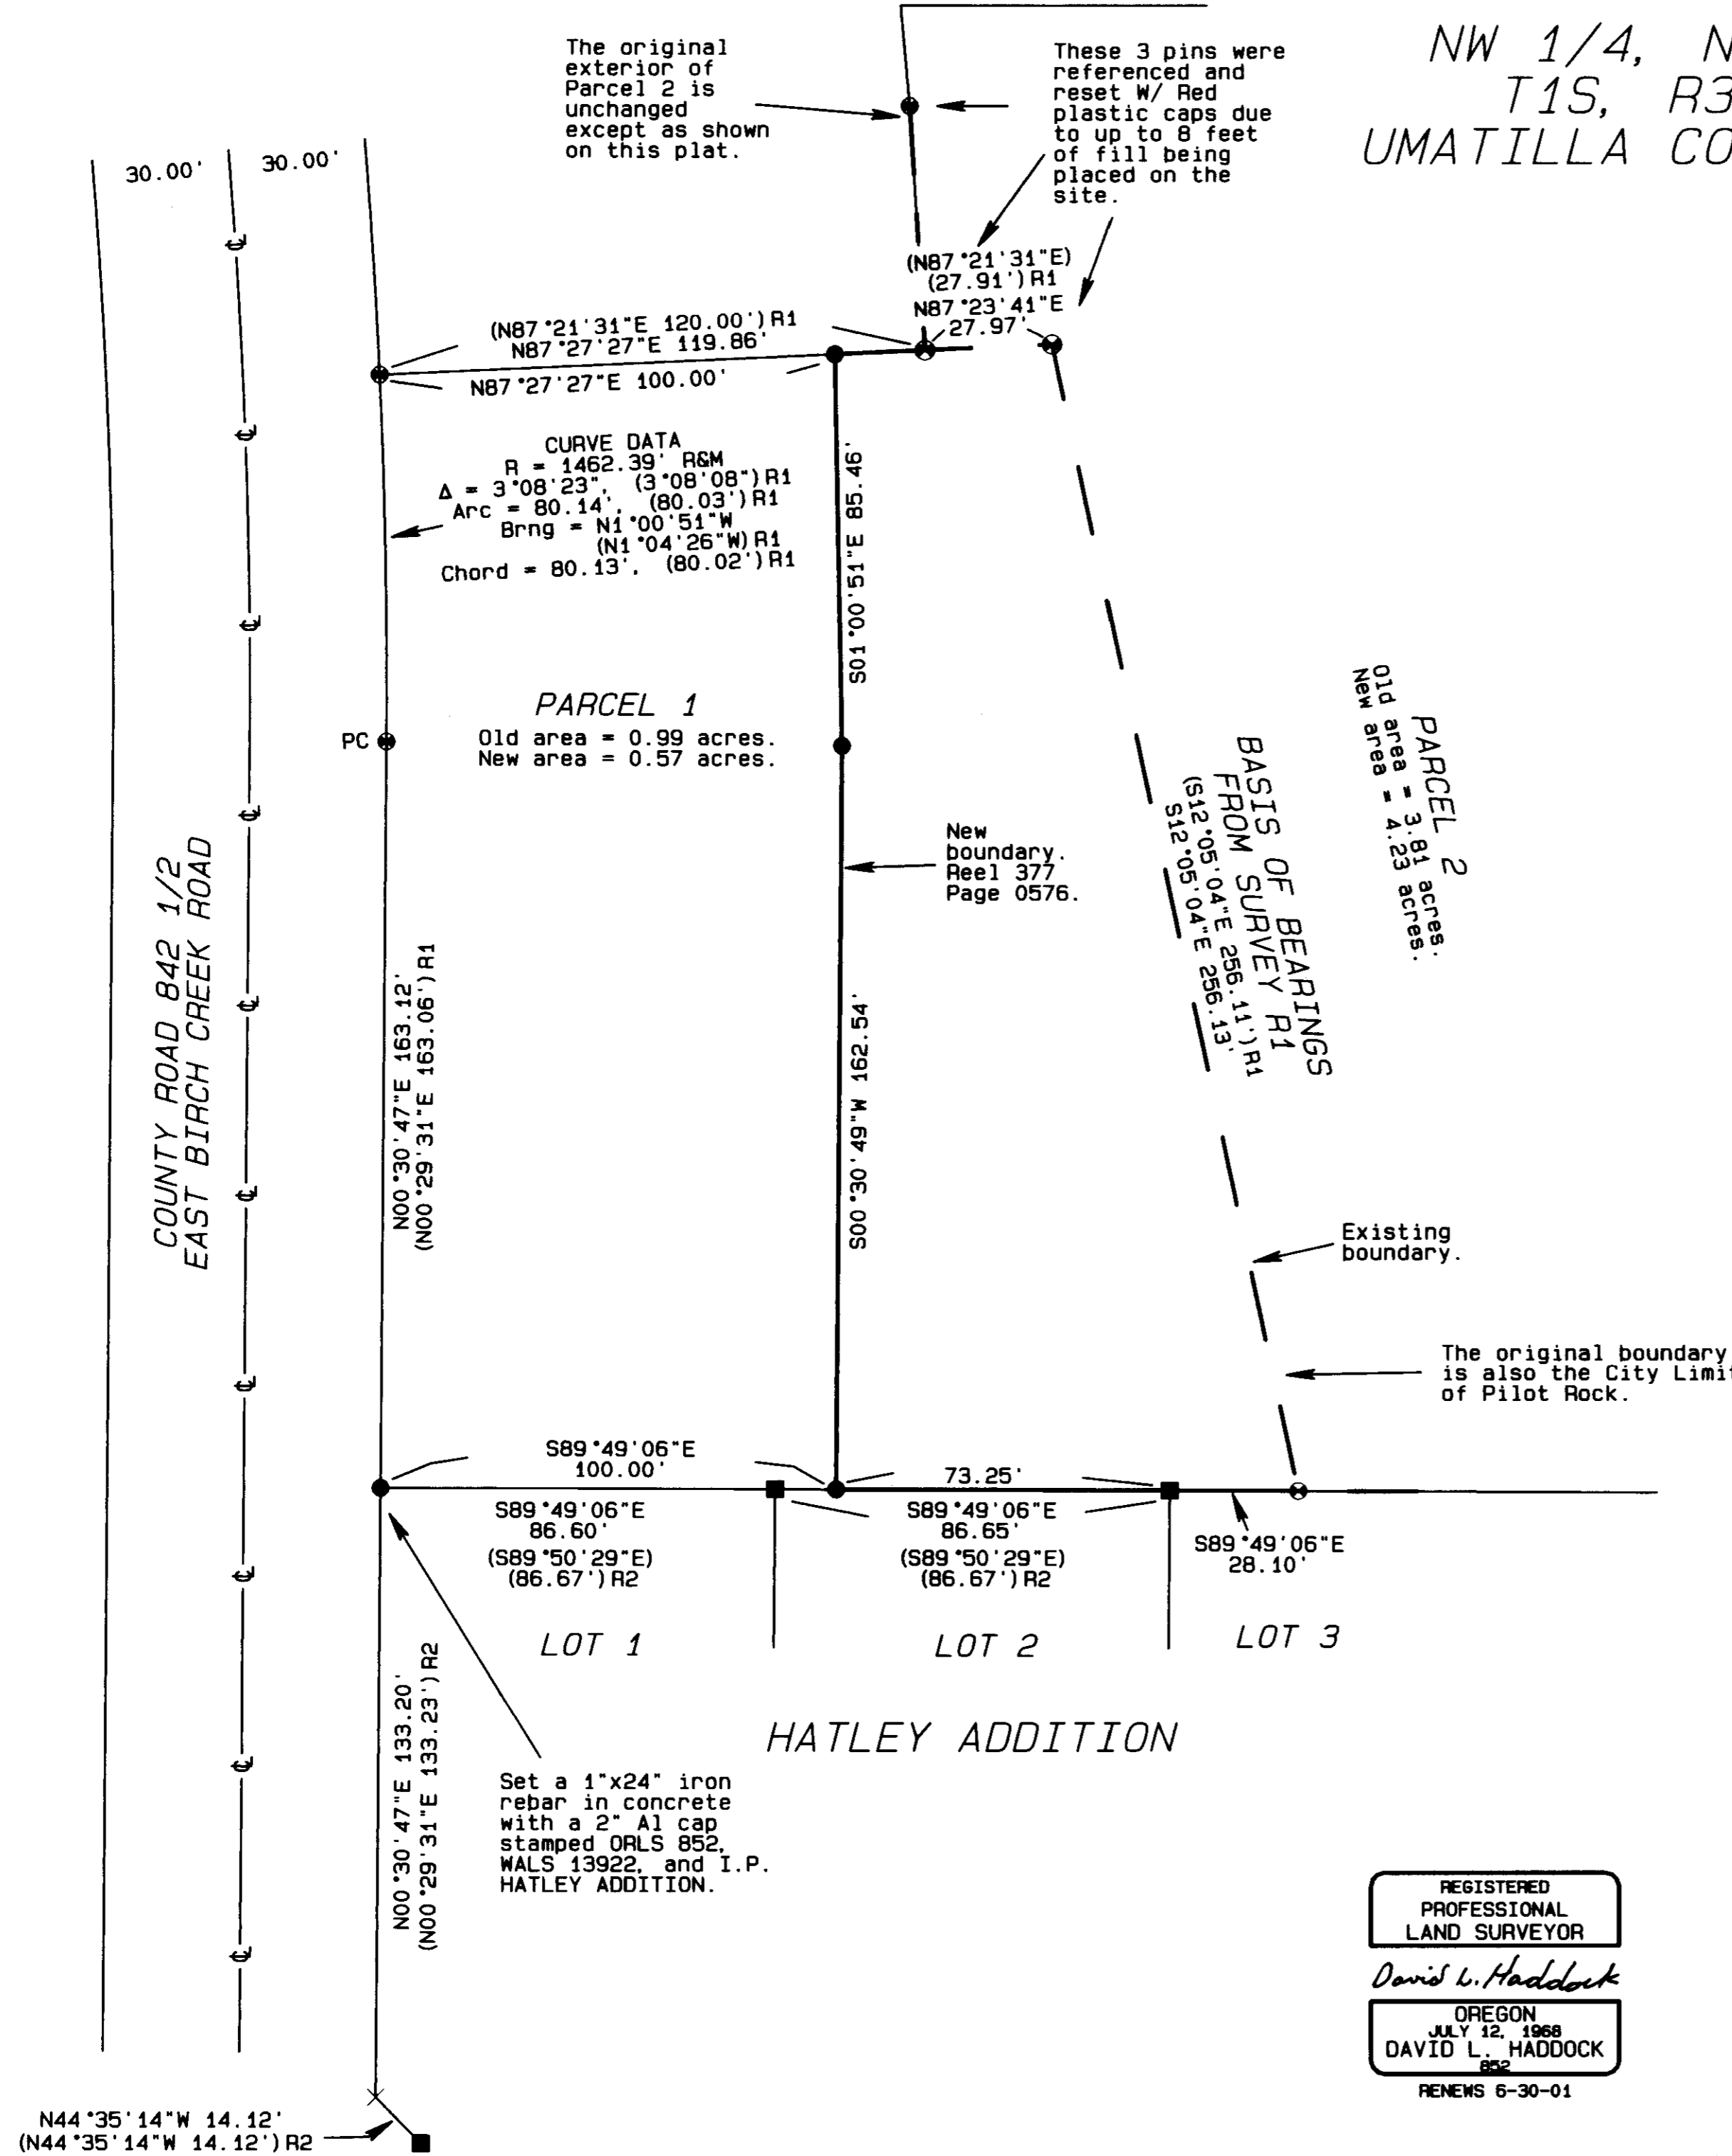 NW 1/4, N
T1S, R3
UMATILLA CO
The original
exterior of
Parcel 2 is
unchanged
except as shown
on this plat.
These 3 pins were
referenced and
reset W/ Red
plastic caps due
to up to 8 feet
of fill being
placed on the
site.
30.00'
30.00'
(N87°21'31"E)
(27.91')R1
N87°23'41"E
27.97'
(N87°21'31"E 120.00')R1
N87°27'27"E 119.86'
N87°27'27"E 100.00'
CURVE DATA
R = 1462.39' R&M
Δ = 3°08'23", (3°08'08")R1
Arc = 80.14', (80.03')R1
Brng = N1°00'51"W
(N1°04'26"W)R1
Chord = 80.13', (80.02')R1
S01°00'51"E 85.46'
PARCEL 1
Old area = 0.99 acres.
New area = 0.57 acres.
PC
PARCEL 2
Old area = 3.81 acres.
New area = 4.23 acres.
BASIS OF BEARINGS
FROM SURVEY R1
(S12°05'04"E 256.11')R1
S12°05'04"E 256.13'
New
boundary.
Reel 377
Page 0576.
COUNTY ROAD 842 1/2
EAST BIRCH CREEK ROAD
N00°30'47"E 163.12'
(N00°29'31"E 163.06')R1
S00°30'49"W 162.54'
Existing
boundary.
The original boundary
is also the City Limit
of Pilot Rock.
S89°49'06"E
100.00'
73.25'
S89°49'06"E
86.60'
(S89°50'29"E)
(86.67')R2
S89°49'06"E
86.65'
(S89°50'29"E)
(86.67')R2
S89°49'06"E
28.10'
LOT 1
LOT 2
LOT 3
HATLEY ADDITION
N00°30'47"E 133.20'
(N00°29'31"E 133.23')R2
Set a 1"x24" iron
rebar in concrete
with a 2" Al cap
stamped ORLS 852,
WALS 13922, and I.P.
HATLEY ADDITION.
REGISTERED
PROFESSIONAL
LAND SURVEYOR
David L. Haddock
OREGON
JULY 12, 1968
DAVID L. HADDOCK
852
RENEWS 6-30-01
N44°35'14"W 14.12'
(N44°35'14"W 14.12')R2